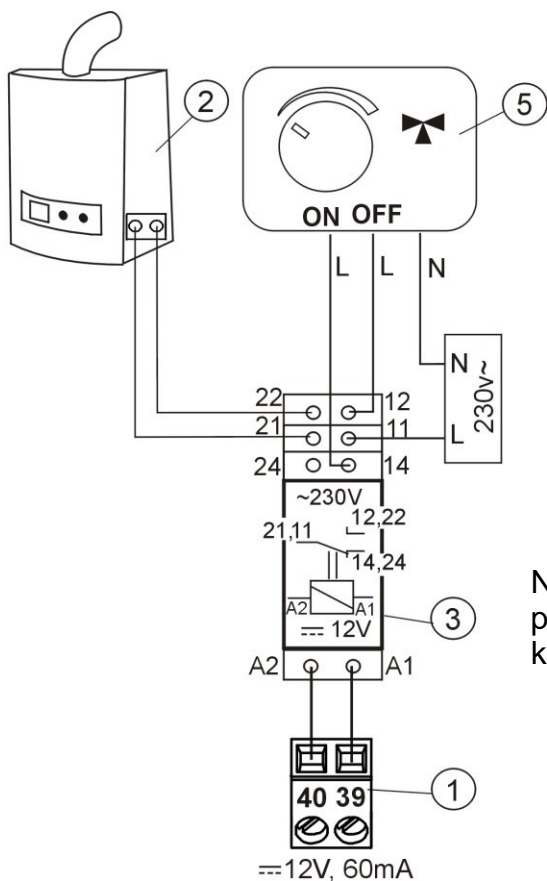 2
5
ON OFF
L L N
N
22 12
21 11 L
230v~
24 14
~230V
12,22
21,11
14,24
A2 A1
12V
3
N
p
k
A2 A1
40 39
1
12V, 60mA